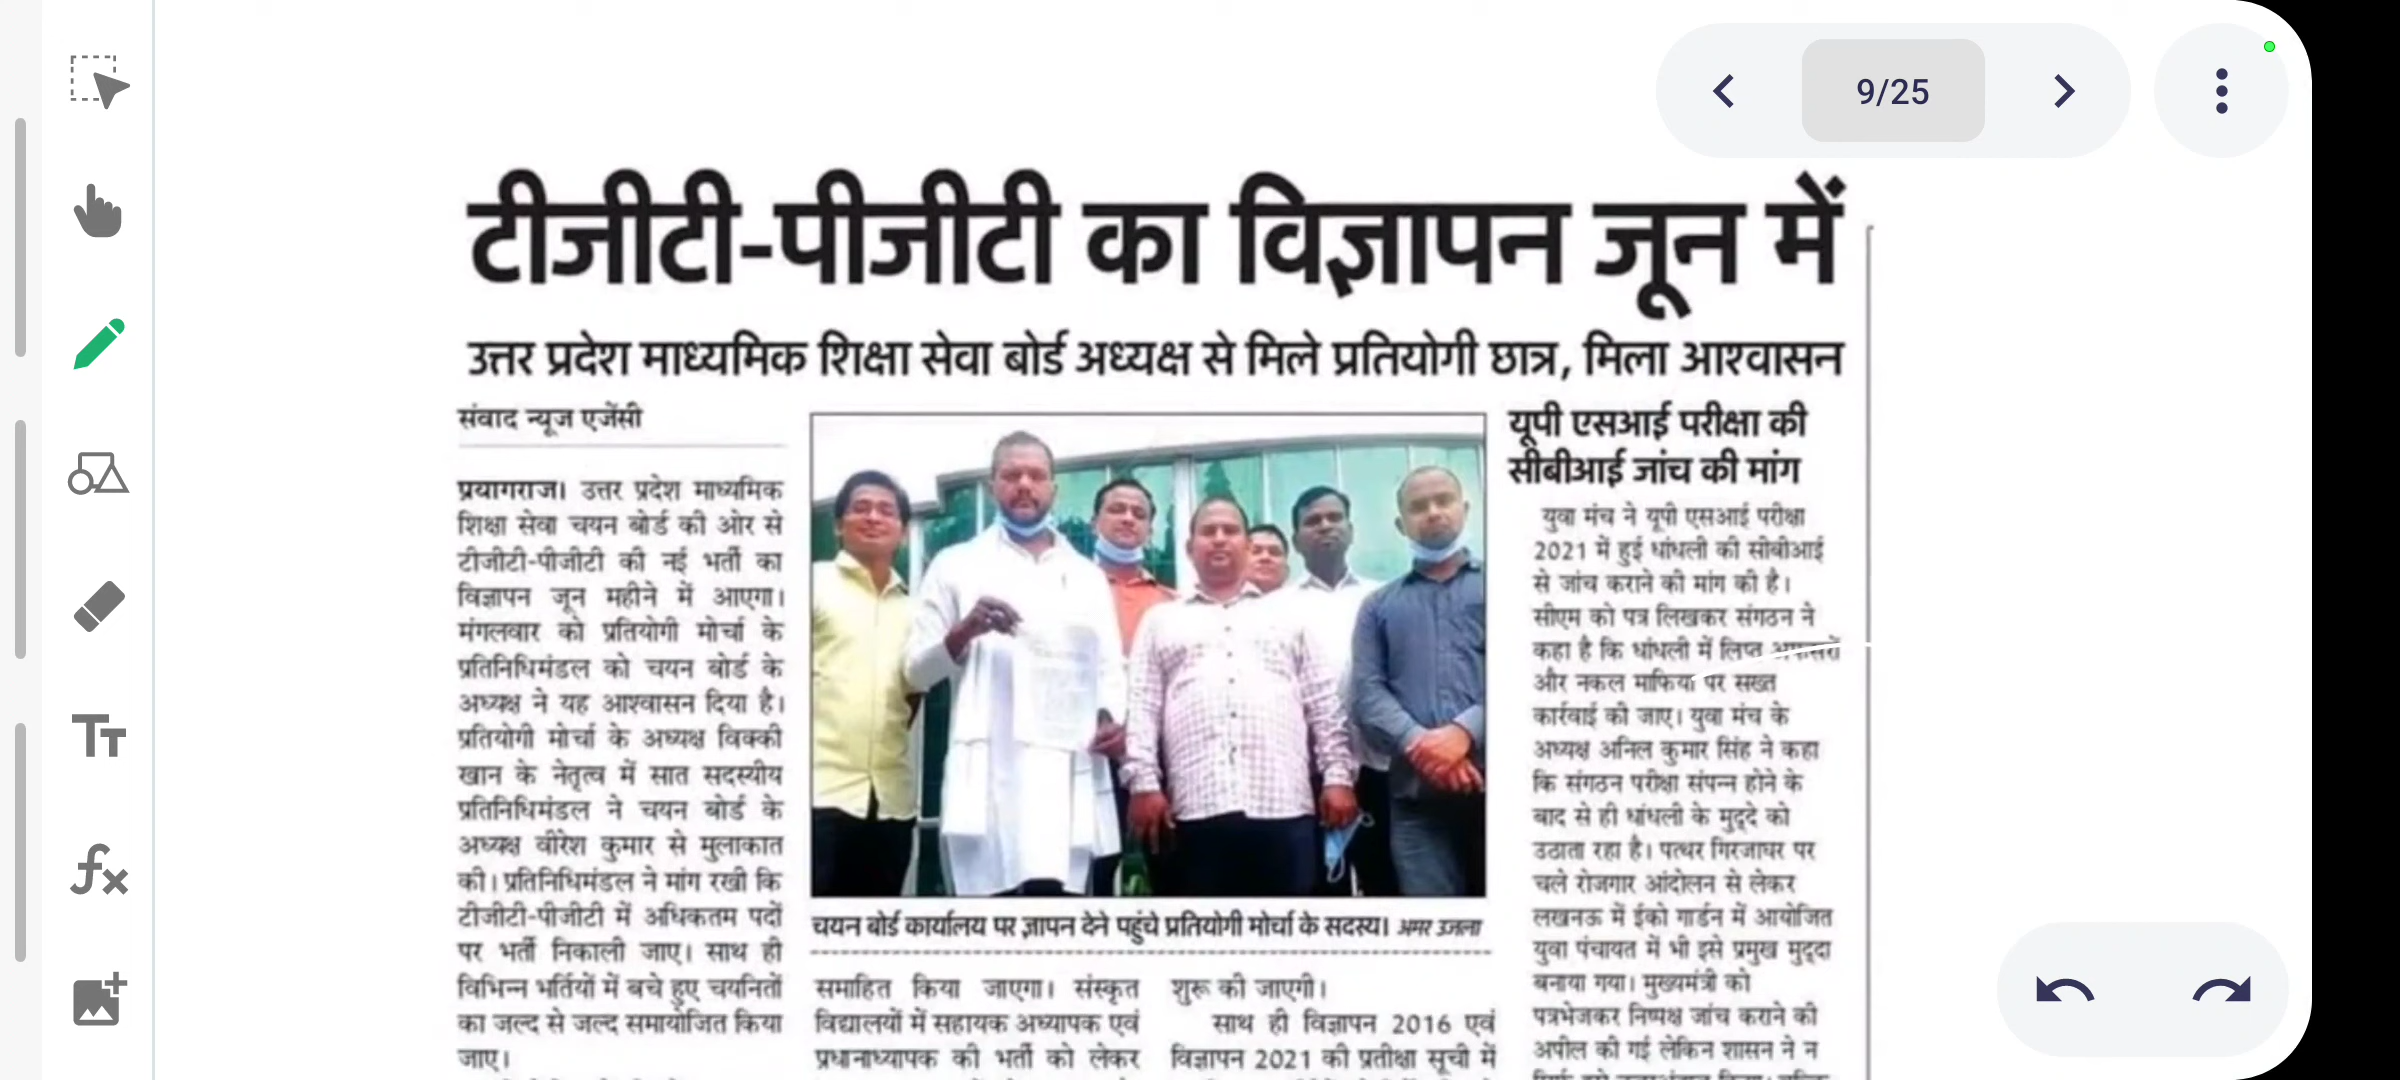 9/25
टीजीटी-पीजीटी का विज्ञापन जून में
उत्तर प्रदेश माध्यमिक शिक्षा सेवा बोर्ड अध्यक्ष से मिले प्रतियोगी छात्र, मिला आश्वासन
संवाद न्यूज एजेंसी
प्रयागराज। उत्तर प्रदेश माध्यमिक
शिक्षा सेवा चयन बोर्ड की ओर से
टीजीटी-पीजीटी की नई भर्ती का
विज्ञापन जून महीने में आएगा।
मंगलवार को प्रतियोगी मोर्चा के
प्रतिनिधिमंडल को चयन बोर्ड के
अध्यक्ष ने यह आश्वासन दिया है।
प्रतियोगी मोर्चा के अध्यक्ष विक्की
खान के नेतृत्व में सात सदस्यीय
प्रतिनिधिमंडल ने चयन बोर्ड के
अध्यक्ष वीरेश कुमार से मुलाकात
की। प्रतिनिधिमंडल ने मांग रखी कि
टीजीटी-पीजीटी में अधिकतम पदों
पर भर्ती निकाली जाए। साथ ही
विभिन्न भर्तियों में बचे हुए चयनितों
का जल्द से जल्द समायोजित किया
जाए।
चयन बोर्ड कार्यालय पर ज्ञापन देने पहुंचे प्रतियोगी मोर्चा के सदस्य। अमर उजला
समाहित किया जाएगा। संस्कृत
विद्यालयों में सहायक अध्यापक एवं
प्रधानाध्यापक की भर्ती को लेकर
शुरू की जाएगी।
साथ ही विज्ञापन 2016 एवं
विज्ञापन 2021 की प्रतीक्षा सूची में
यूपी एसआई परीक्षा की
सीबीआई जांच की मांग
युवा मंच ने यूपी एसआई परीक्षा
2021 में हुई धांधली की सीबीआई
से जांच कराने की मांग की है।
सीएम को पत्र लिखकर संगठन ने
कहा है कि धांधली में लिप्त अफसरों
और नकल माफिया पर सख्त
कार्रवाई की जाए। युवा मंच के
अध्यक्ष अनिल कुमार सिंह ने कहा
कि संगठन परीक्षा संपन्न होने के
बाद से ही धांधली के मुद्दे को
उठाता रहा है। पत्थर गिरजाघर पर
चले रोजगार आंदोलन से लेकर
लखनऊ में ईको गार्डन में आयोजित
युवा पंचायत में भी इसे प्रमुख मुद्दा
बनाया गया। मुख्यमंत्री को
पत्रभेजकर निष्पक्ष जांच कराने की
अपील की गई लेकिन शासन ने न